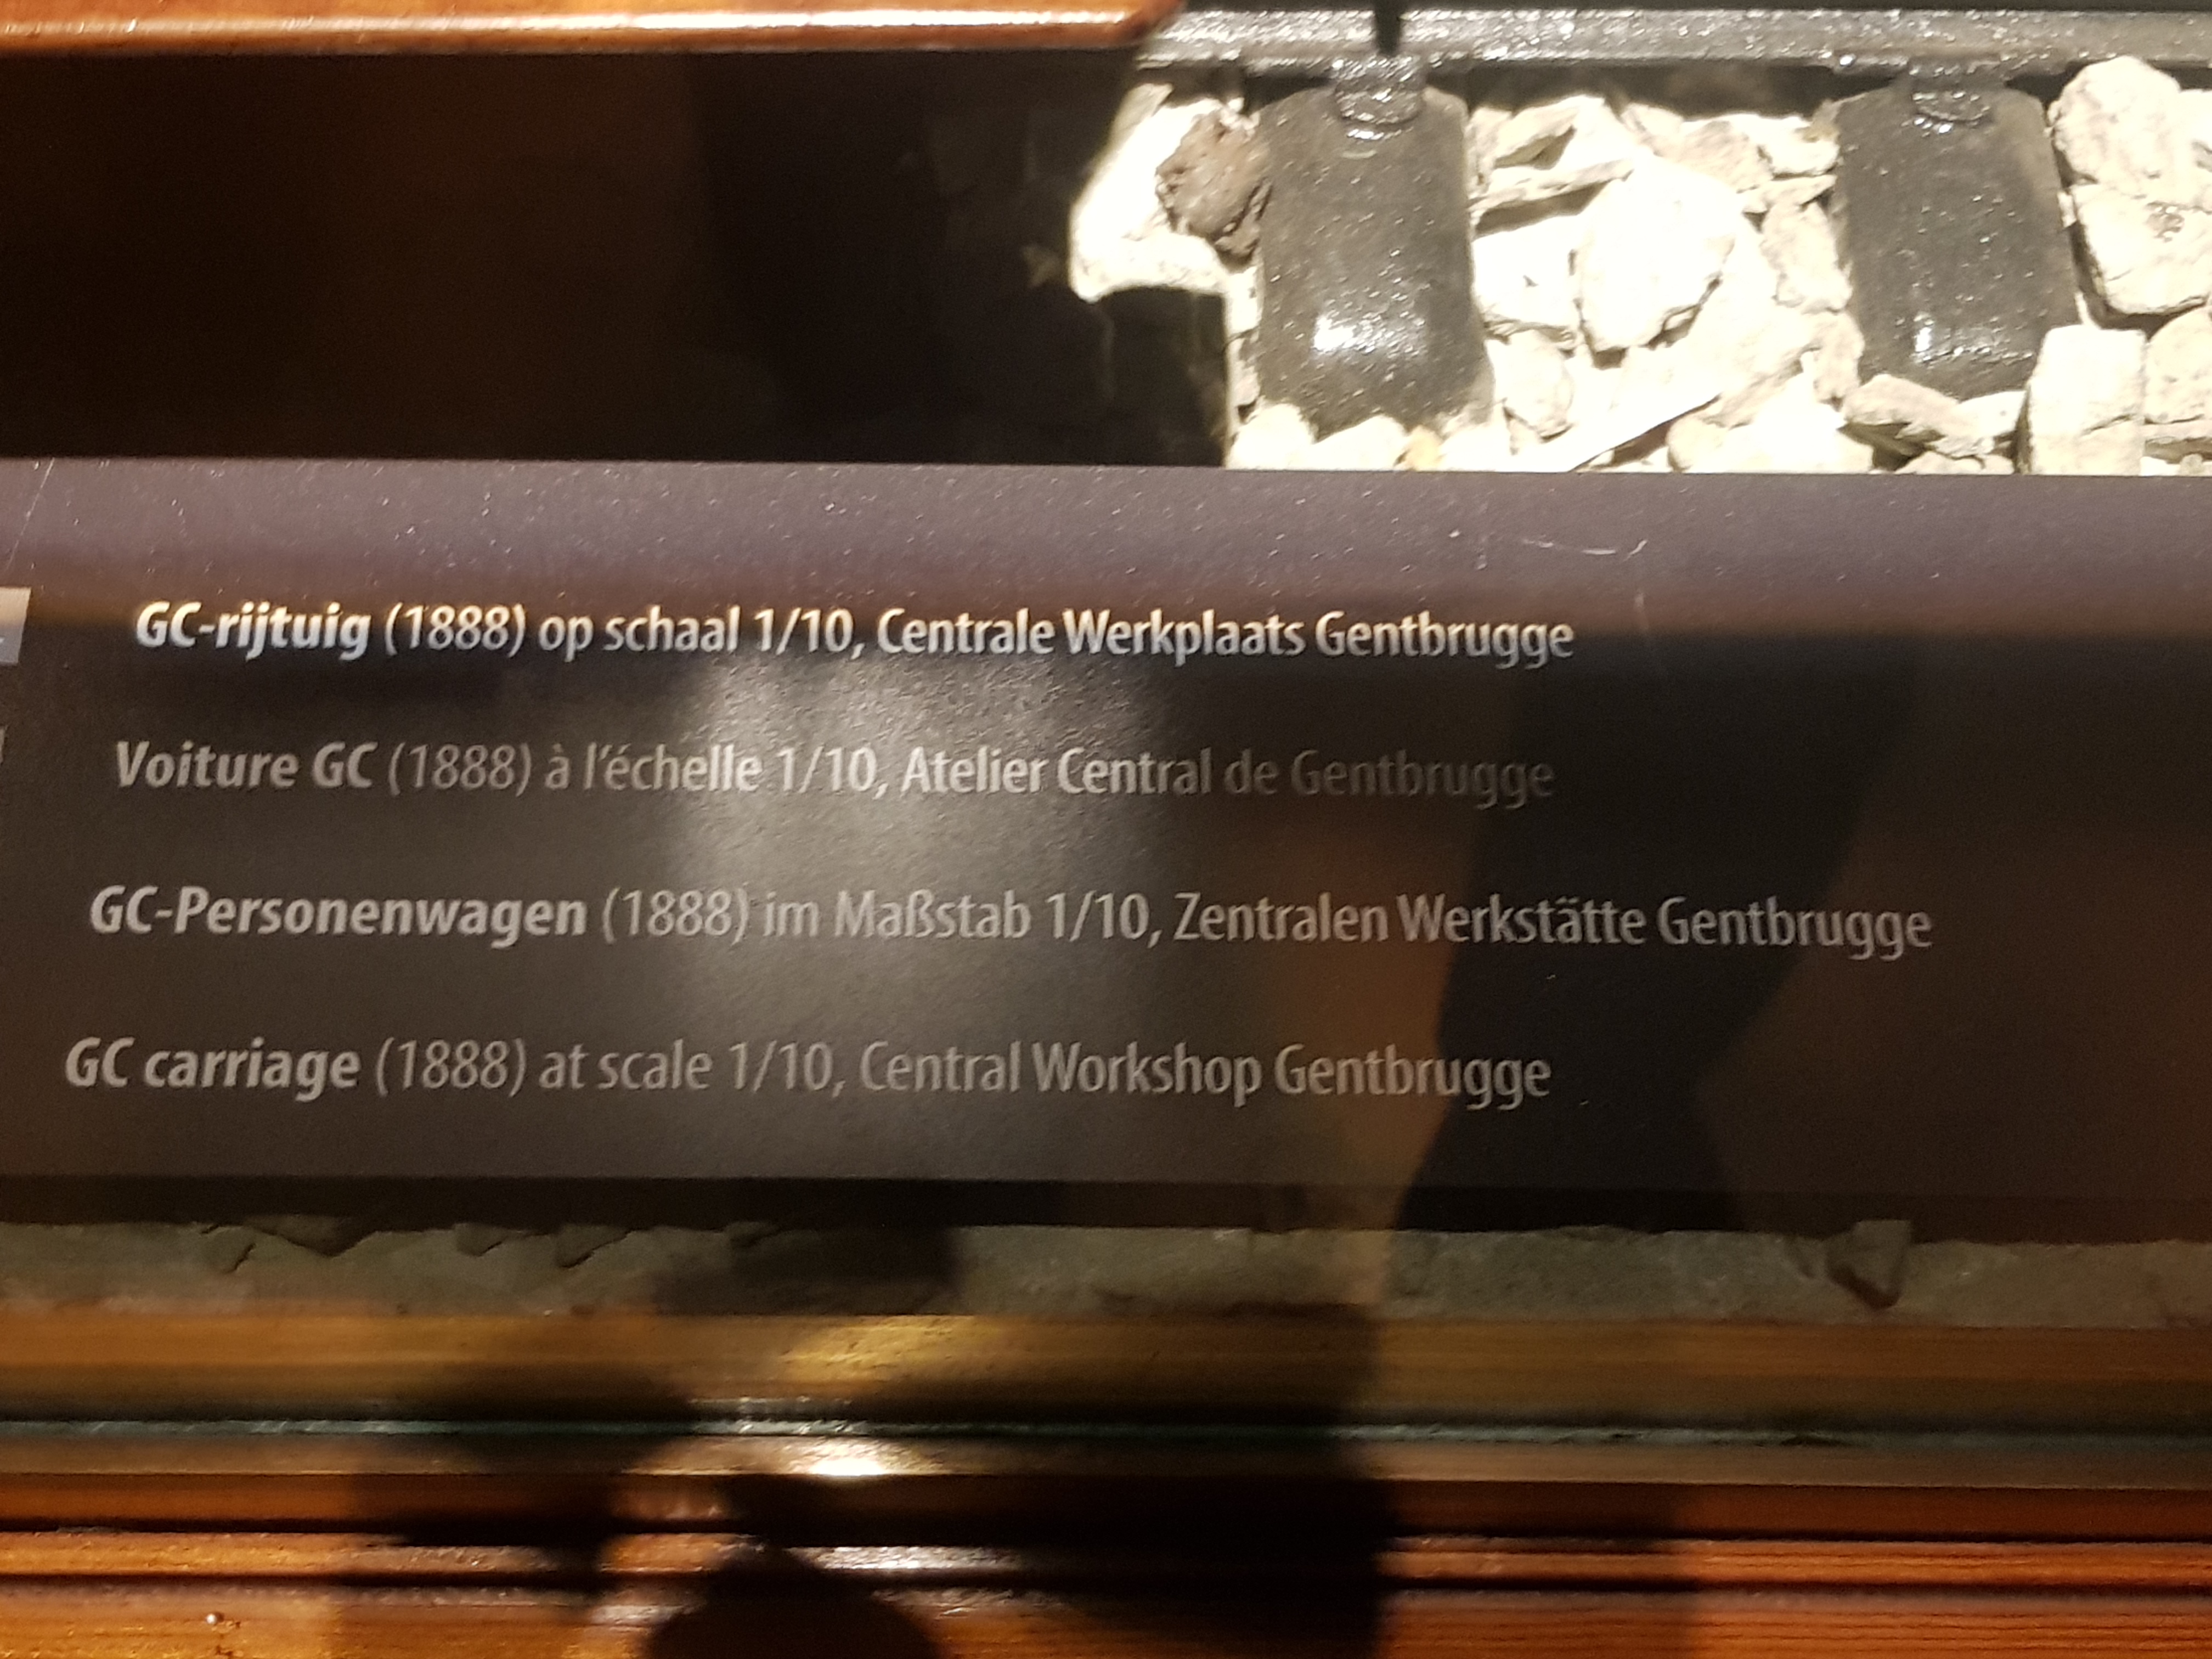 GC-rijtuig (1888) op schaal 1/10, Centrale Werkplaats Gentbrugge
Voiture GC (1888) à l'échelle 1/10, Atelier Central de Gentbrugge
GC-Personenwagen (1888) im Maßstab 1/10, Zentralen Werkstätte Gentbrugge
GC carriage (1888) at scale 1/10, Central Workshop Gentbrugge